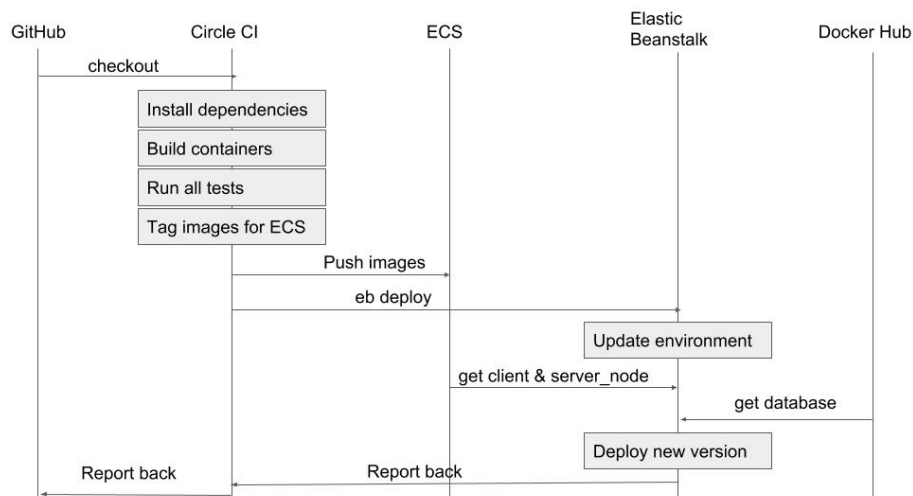 GitHub
Circle CI
ECS
Elastic
Beanstalk
Docker Hub
checkout
Install dependencies
Build containers
Run all tests
Tag images for ECS
Push images
eb deploy
Update environment
get client & server_node
get database
Deploy new version
Report back
Report back